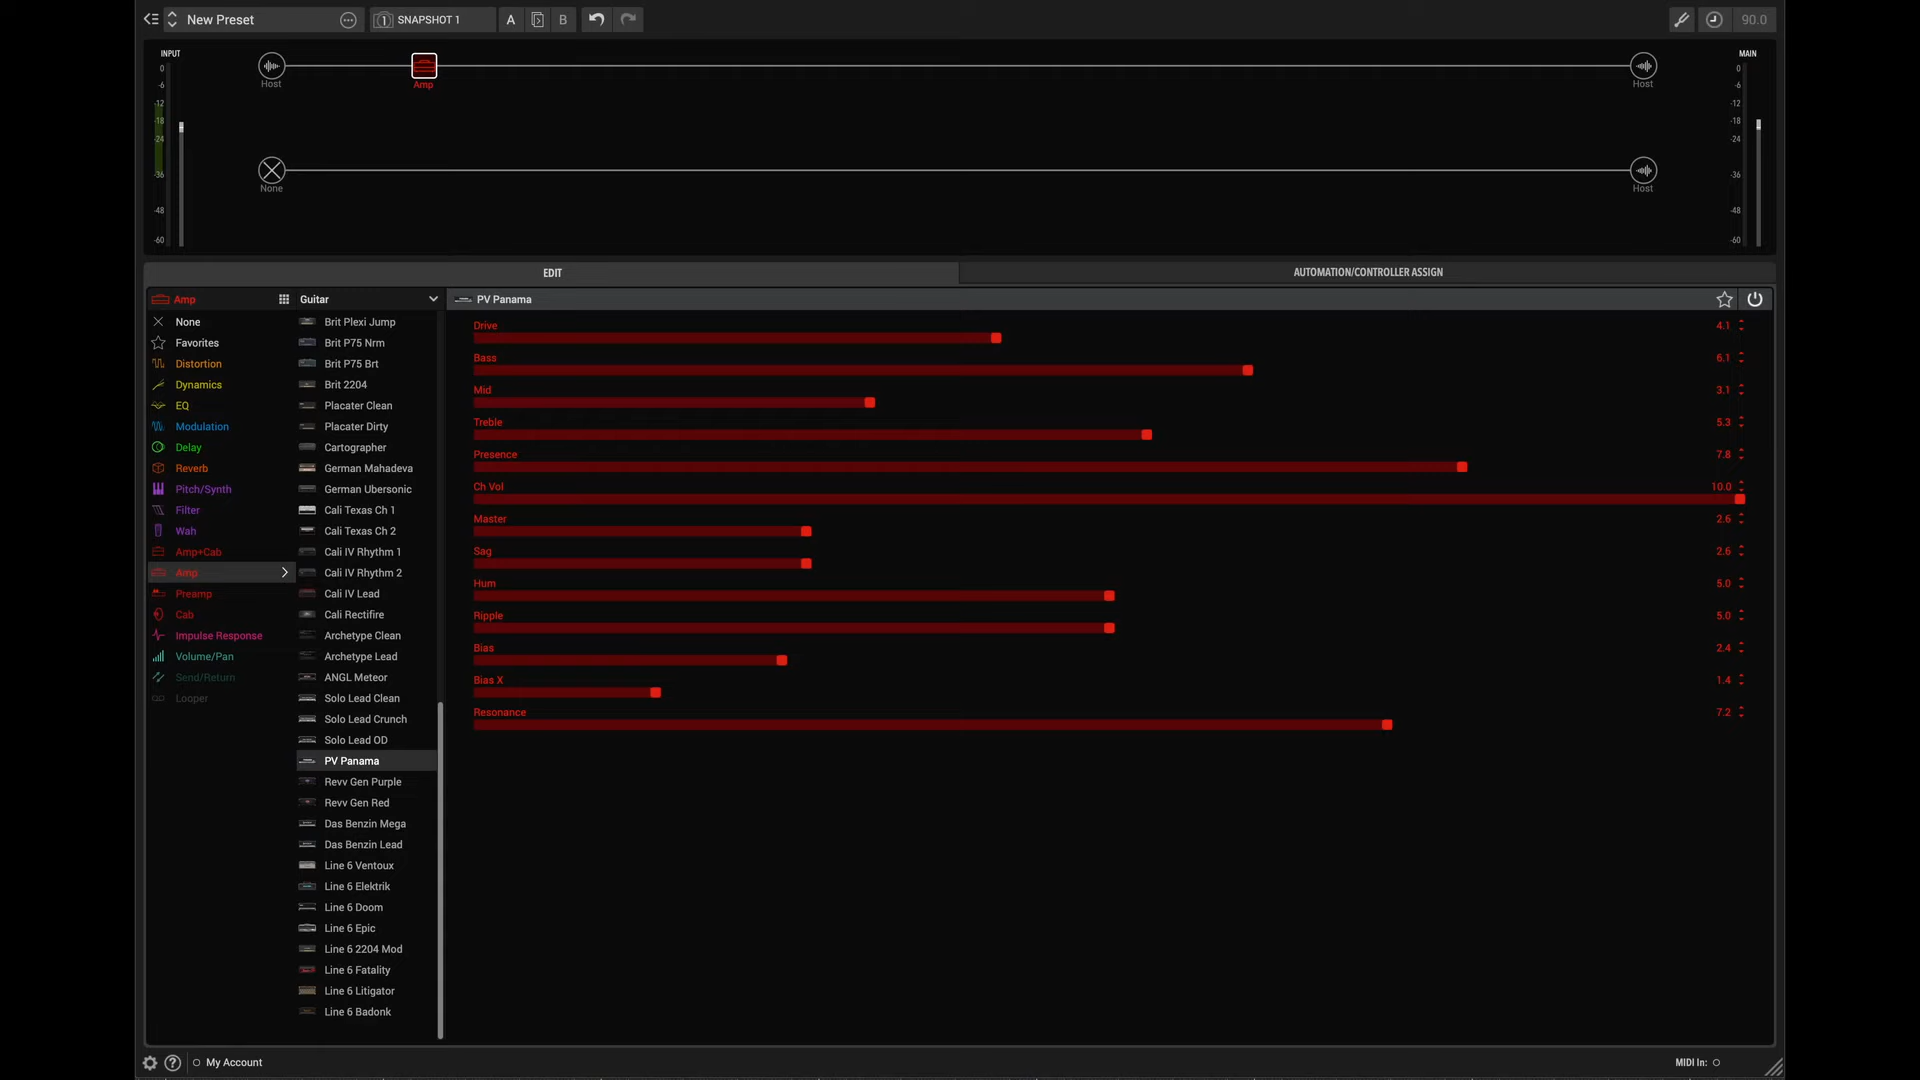 New Preset
SNAPSHOT 1
A
B
90.0
INPUT
MAIN
0
-6
-12
-18
-24
-36
-48
-60
Host
Amp
Host
None
Host
0
-6
-12
-18
-24
-36
-48
-60
EDIT
AUTOMATION/CONTROLLER ASSIGN
Amp
Guitar
PV Panama
None
Favorites
Distortion
Dynamics
EQ
Modulation
Delay
Reverb
Pitch/Synth
Filter
Wah
Amp+Cab
Amp
Preamp
Cab
Impulse Response
Volume/Pan
Send/Return
Looper
Brit Plexi Jump
Brit P75 Nrm
Brit P75 Brt
Brit 2204
Placater Clean
Placater Dirty
Cartographer
German Mahadeva
German Ubersonic
Cali Texas Ch 1
Cali Texas Ch 2
Cali IV Rhythm 1
Cali IV Rhythm 2
Cali IV Lead
Cali Rectifire
Archetype Clean
Archetype Lead
ANGL Meteor
Solo Lead Clean
Solo Lead Crunch
Solo Lead OD
PV Panama
Revv Gen Purple
Revv Gen Red
Das Benzin Mega
Das Benzin Lead
Line 6 Ventoux
Line 6 Elektrik
Line 6 Doom
Line 6 Epic
Line 6 2204 Mod
Line 6 Fatality
Line 6 Litigator
Line 6 Badonk
Drive 4.1
Bass 6.1
Mid 3.1
Treble 5.3
Presence 7.8
Ch Vol 10.0
Master 2.6
Sag 2.6
Hum 5.0
Ripple 5.0
Bias 2.4
Bias X 1.4
Resonance 7.2
My Account
MIDI In: